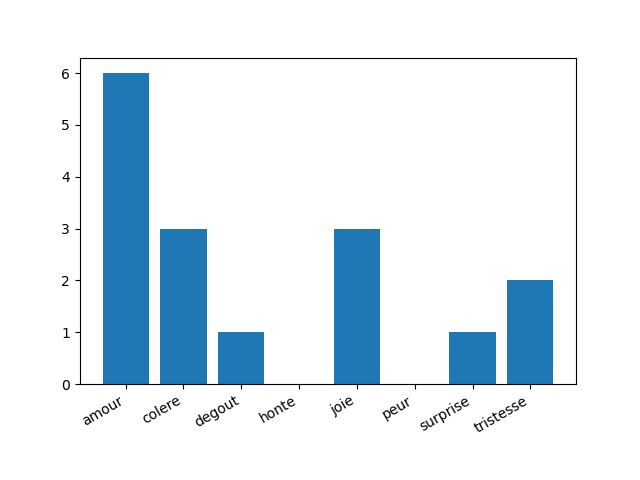 6
5
4
3
2
1
0
amour
colere
degout
honte
joie
peur
surprise
tristesse